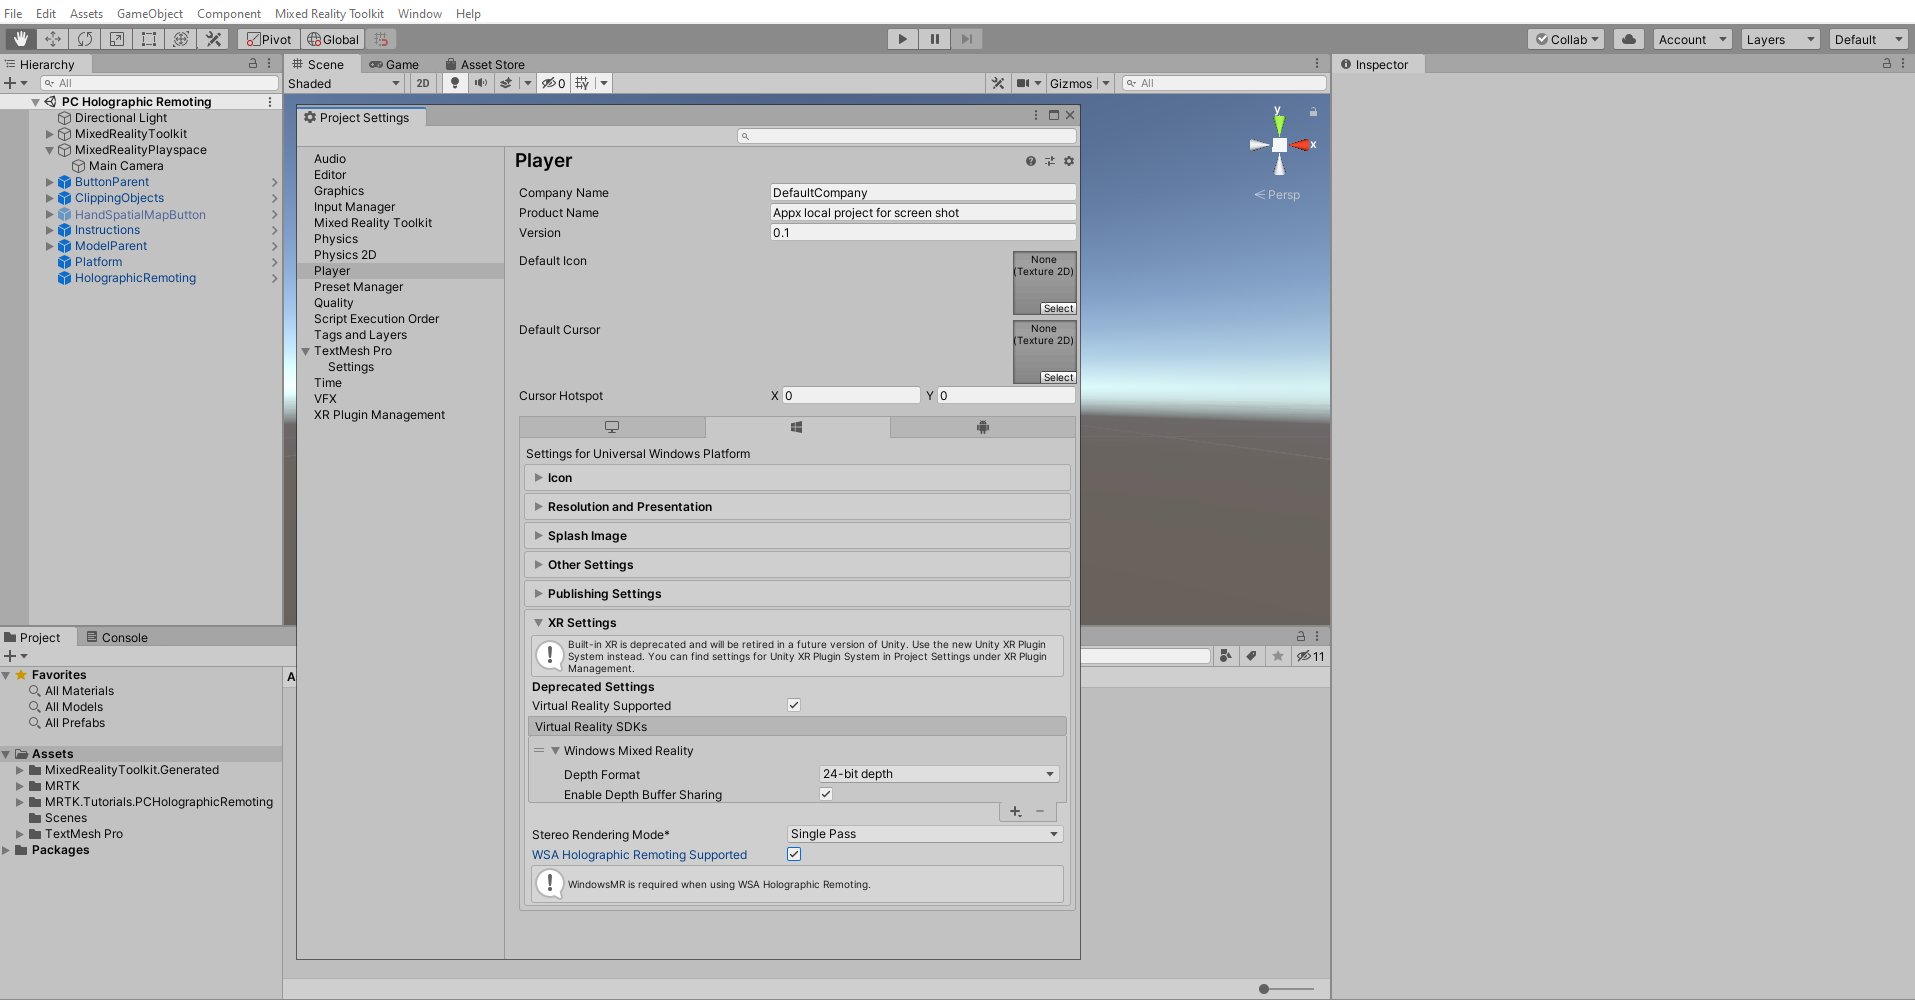 File Edit Assets GameObject Component Mixed Reality Toolkit Window Help
Pivot Global Collab Account Layers Default
Hierarchy
All
PC Holographic Remoting
Directional Light
MixedRealityToolkit
MixedRealityPlayspace
Main Camera
ButtonParent
ClippingObjects
HandSpatialMapButton
Instructions
ModelParent
Platform
HolographicRemoting
Scene Game Asset Store
Shaded 2D 0 Gizmos All
y
x
Persp
Inspector
Project Settings
Audio
Editor
Graphics
Input Manager
Mixed Reality Toolkit
Physics
Physics 2D
Player
Preset Manager
Quality
Script Execution Order
Tags and Layers
TextMesh Pro
Settings
Time
VFX
XR Plugin Management
Player
Company Name DefaultCompany
Product Name Appx local project for screen shot
Version 0.1
Default Icon
None
(Texture 2D)
Select
Default Cursor
None
(Texture 2D)
Select
Cursor Hotspot X 0 Y 0
Settings for Universal Windows Platform
Icon
Resolution and Presentation
Splash Image
Other Settings
Publishing Settings
XR Settings
Built-in XR is deprecated and will be retired in a future version of Unity. Use the new Unity XR Plugin
System instead. You can find settings for Unity XR Plugin System in Project Settings under XR Plugin
Management.
Deprecated Settings
Virtual Reality Supported
Virtual Reality SDKs
Windows Mixed Reality
Depth Format 24-bit depth
Enable Depth Buffer Sharing
Stereo Rendering Mode* Single Pass
WSA Holographic Remoting Supported
WindowsMR is required when using WSA Holographic Remoting.
Project Console
11
Favorites
All Materials
All Models
All Prefabs
Assets
MixedRealityToolkit.Generated
MRTK
MRTK.Tutorials.PCHolographicRemoting
Scenes
TextMesh Pro
Packages
A